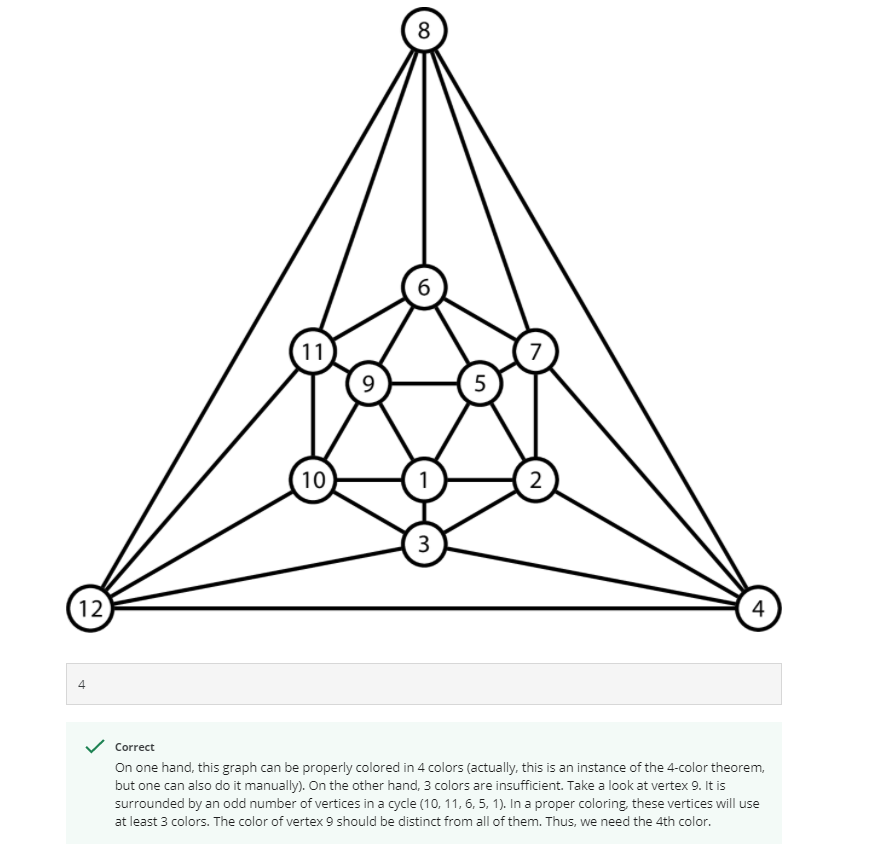 8
6
11
7
9
5
10
1
2
3
12
4
4
Correct
On one hand, this graph can be properly colored in 4 colors (actually, this is an instance of the 4-color theorem,
but one can also do it manually). On the other hand, 3 colors are insufficient. Take a look at vertex 9. It is
surrounded by an odd number of vertices in a cycle (10, 11, 6, 5, 1). In a proper coloring, these vertices will use
at least 3 colors. The color of vertex 9 should be distinct from all of them. Thus, we need the 4th color.